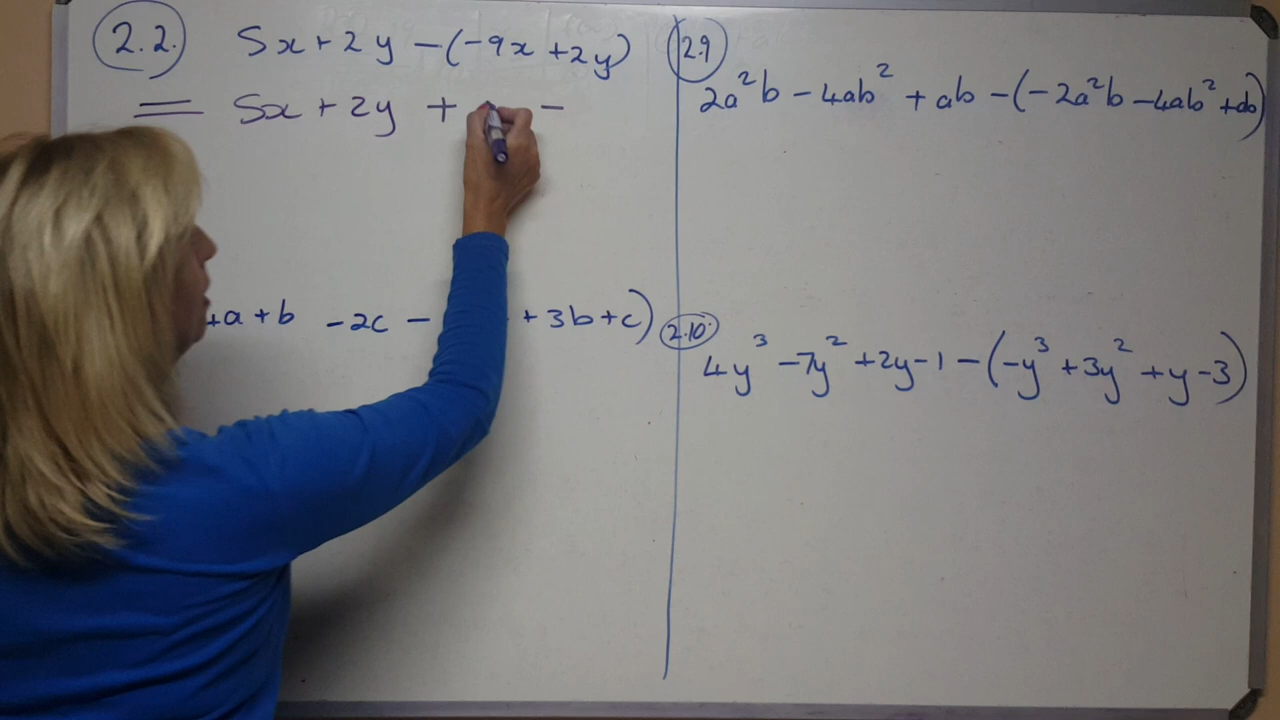 2.2. 5x + 2y - (-9x + 2y)
= 5x + 2y + -
+a + b - 2c - + 3b + c)
2.9
2a²b - 4ab² + ab - (-2a²b - 4ab² + ab)
2.10.
4y³ - 7y² + 2y - 1 - (-y³ + 3y² + y - 3)